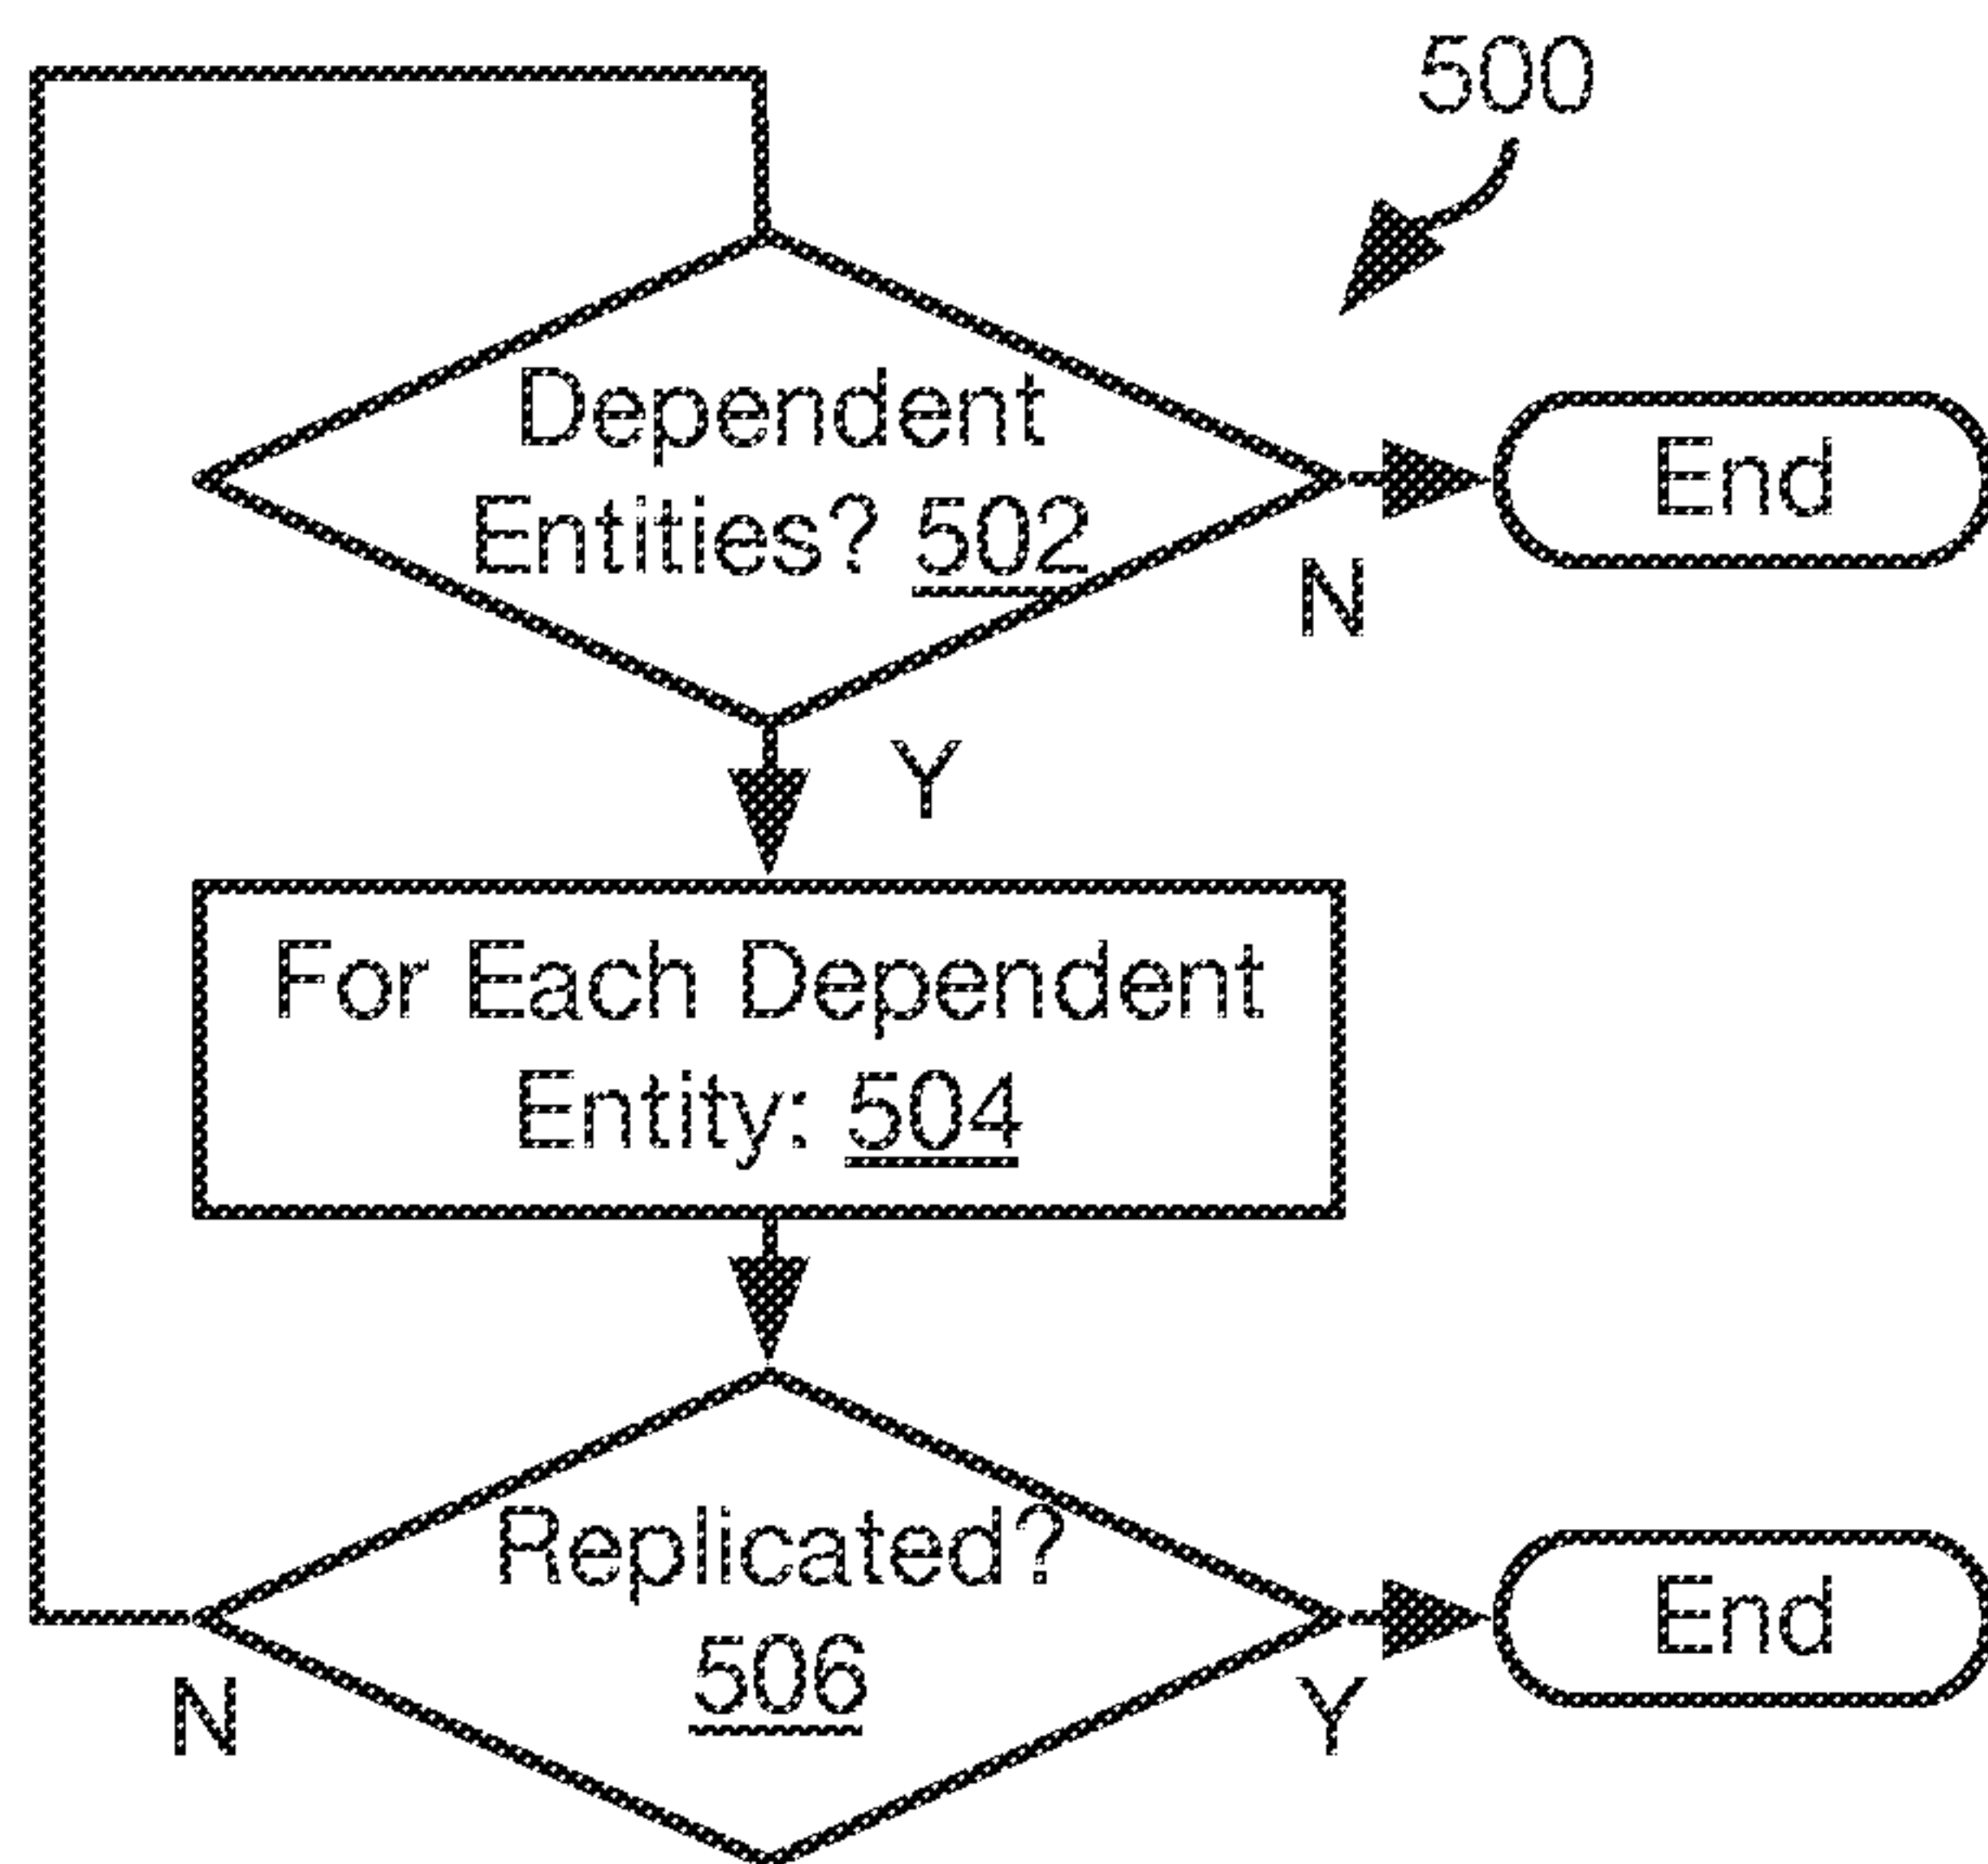 500
Dependent
Entities? 502
End
N
Y
For Each Dependent
Entity: 504
Replicated?
506
End
N
Y